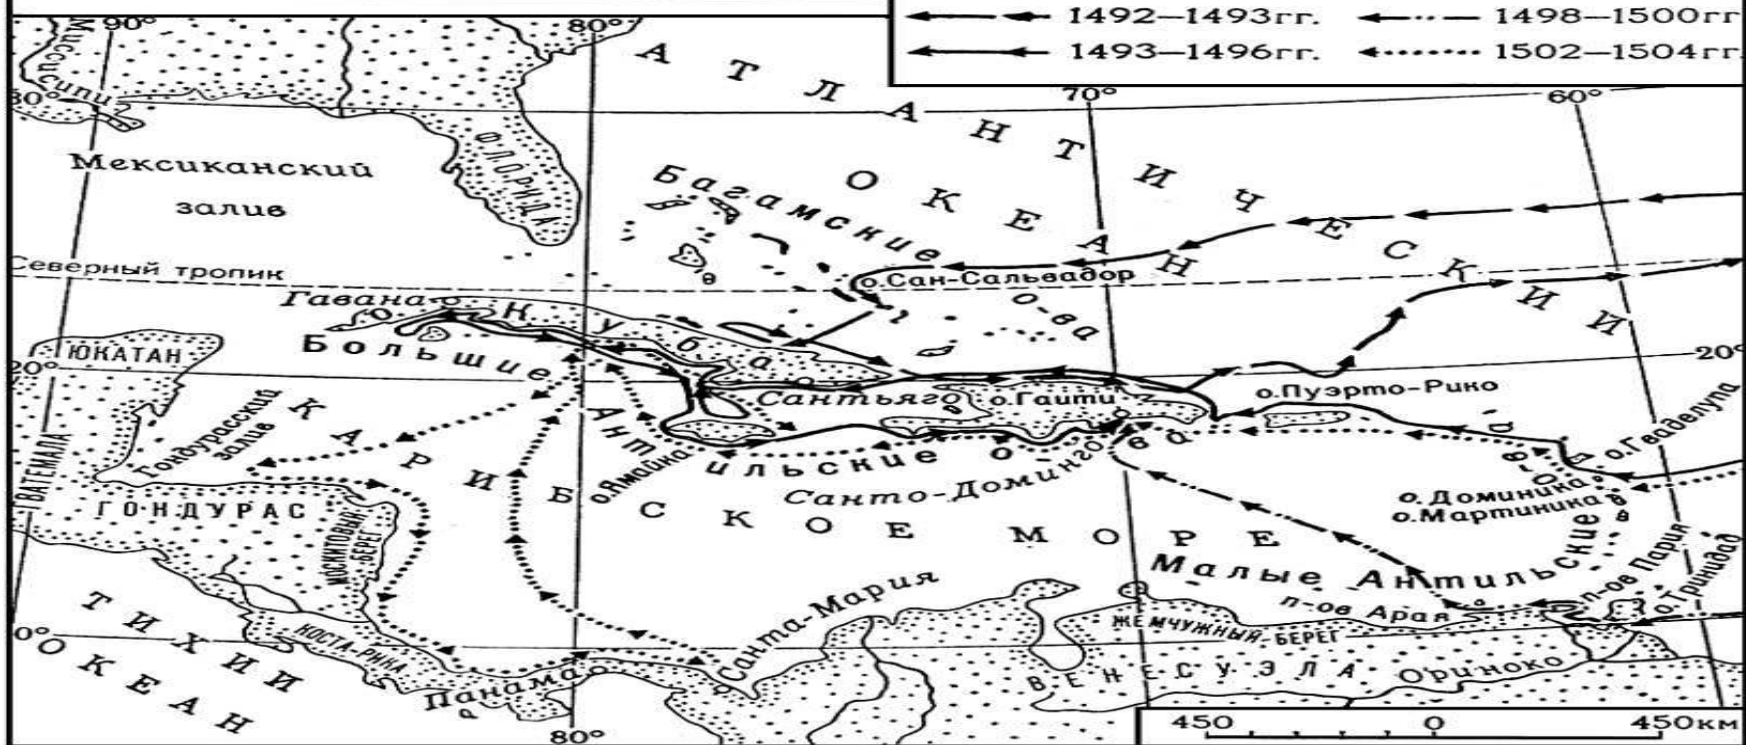 1492–1493гг.
1498–1500гг
1493–1496гг.
1502–1504гг.
90°
80°
Миссисипи
АТЛАНТИЧЕСКИЙ
ОКЕАН
30°
70°
60°
ФЛОРИДА
Мексиканский
залив
Багамские
о-ва
Северный тропик
о.Сан-Сальвадор
Гавана
КУБА
ЮКАТАН
Большие
Антильские о-ва
20°
20°
Сантьяго
о.Гаити
о.Пуэрто-Рико
Гондурасский
залив
КАРИБСКОЕ МОРЕ
ГВАТЕМАЛА
о.Ямайка
Санто-Доминго
о.Гваделупа
о.Доминика
о.Мартиника
ГОНДУРАС
МОСКИТОВЫЙ
БЕРЕГ
Малые Антильские
о-ва
п-ов Пария
о.Тринидад
п-ов Арая
ЖЕМЧУЖНЫЙ БЕРЕГ
ТИХИЙ
ОКЕАН
10°
КОСТА-РИКА
Панама
Санта-Мария
ВЕНЕСУЭЛА
Ориноко
80°
450 0 450км